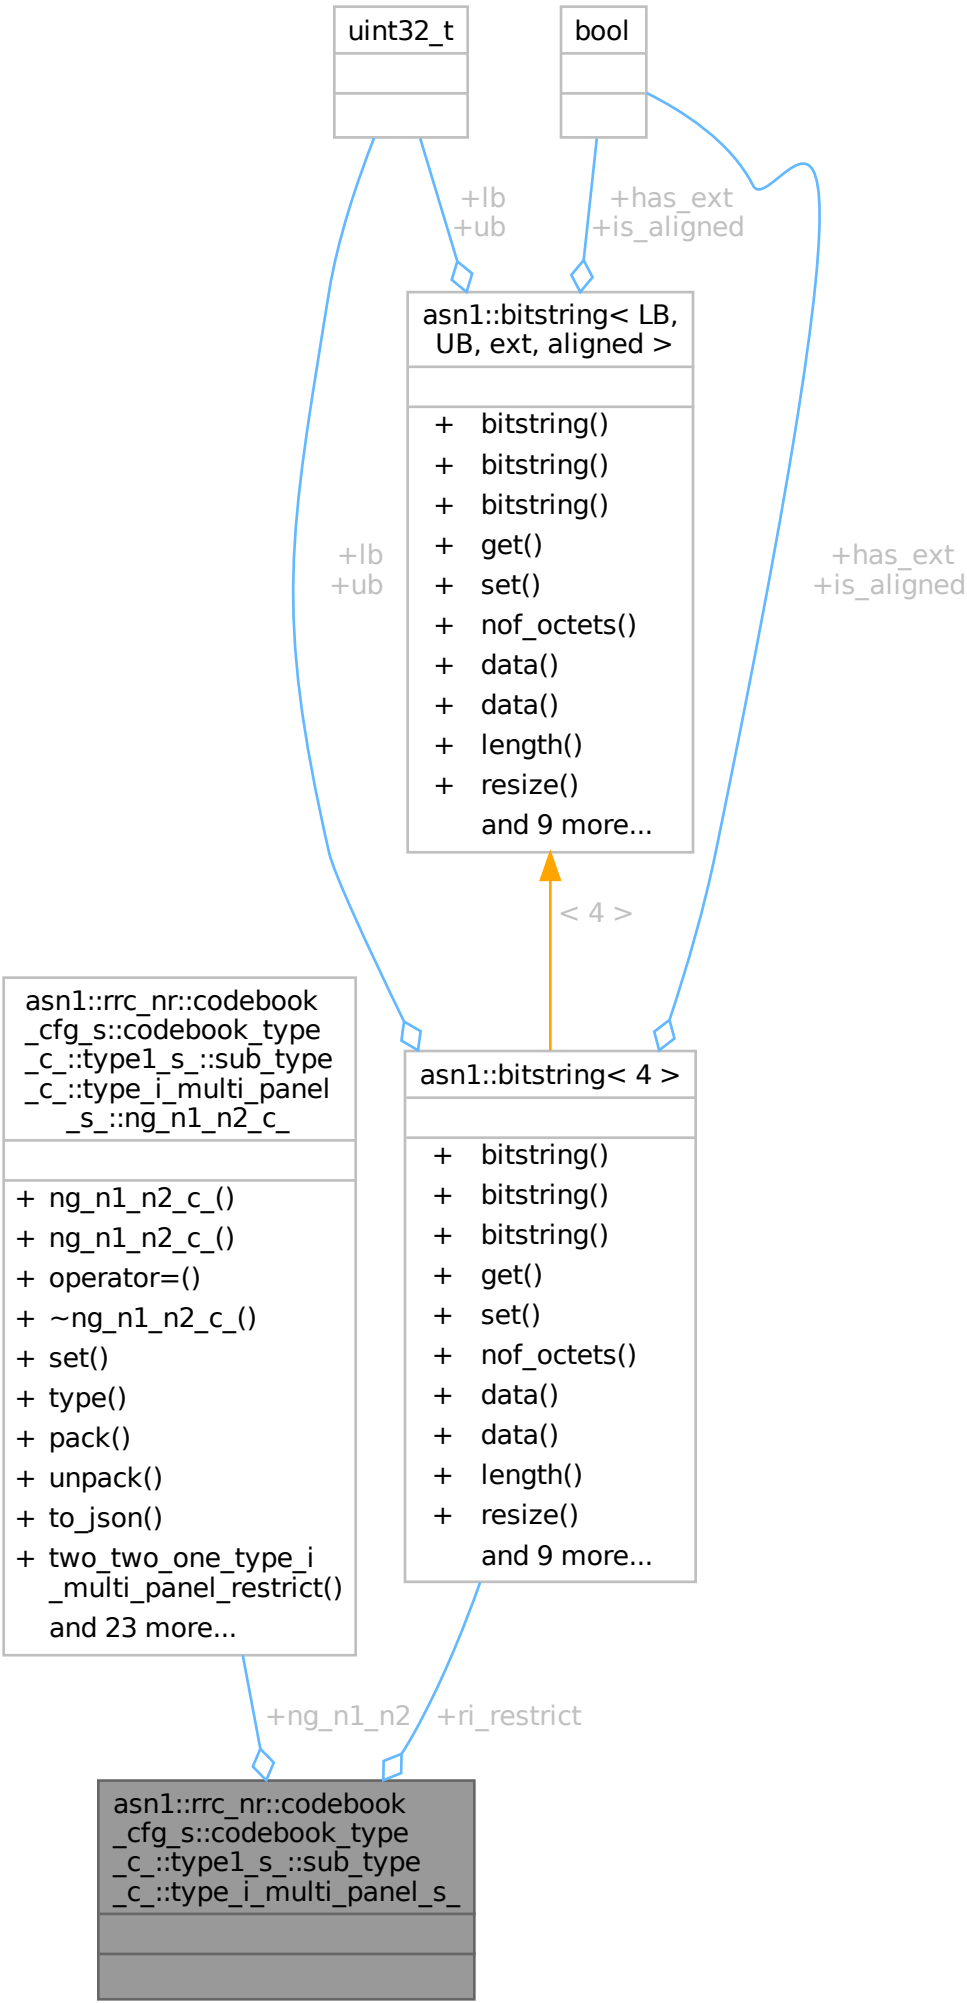 uint32_t
bool
+lb
+ub
+has_ext
+is_aligned
asn1::bitstring< LB,
UB, ext, aligned >
+ bitstring()
+ bitstring()
+ bitstring()
+ get()
+ set()
+ nof_octets()
+ data()
+ data()
+ length()
+ resize()
and 9 more...
+lb
+ub
+has_ext
+is_aligned
< 4 >
asn1::rrc_nr::codebook
_cfg_s::codebook_type
_c_::type1_s_::sub_type
_c_::type_i_multi_panel
_s_::ng_n1_n2_c_
+ ng_n1_n2_c_()
+ ng_n1_n2_c_()
+ operator=()
+ ~ng_n1_n2_c_()
+ set()
+ type()
+ pack()
+ unpack()
+ to_json()
+ two_two_one_type_i
_multi_panel_restrict()
and 23 more...
asn1::bitstring< 4 >
+ bitstring()
+ bitstring()
+ bitstring()
+ get()
+ set()
+ nof_octets()
+ data()
+ data()
+ length()
+ resize()
and 9 more...
+ng_n1_n2
+ri_restrict
asn1::rrc_nr::codebook
_cfg_s::codebook_type
_c_::type1_s_::sub_type
_c_::type_i_multi_panel_s_